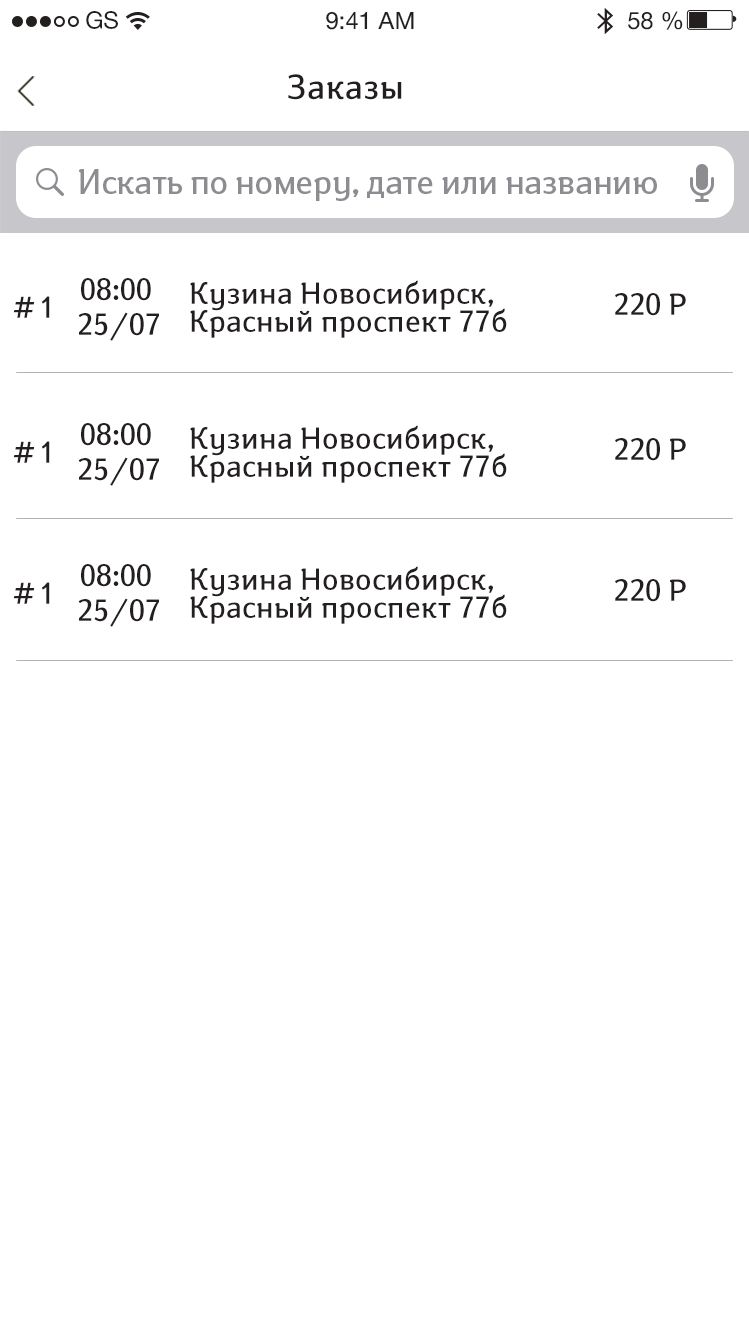 GS 9:41 AM 58 %
Заказы
Искать по номеру, дате или названию
#1 08:00 25/07 Кузина Новосибирск, Красный проспект 77б 220 Р
#1 08:00 25/07 Кузина Новосибирск, Красный проспект 77б 220 Р
#1 08:00 25/07 Кузина Новосибирск, Красный проспект 77б 220 Р